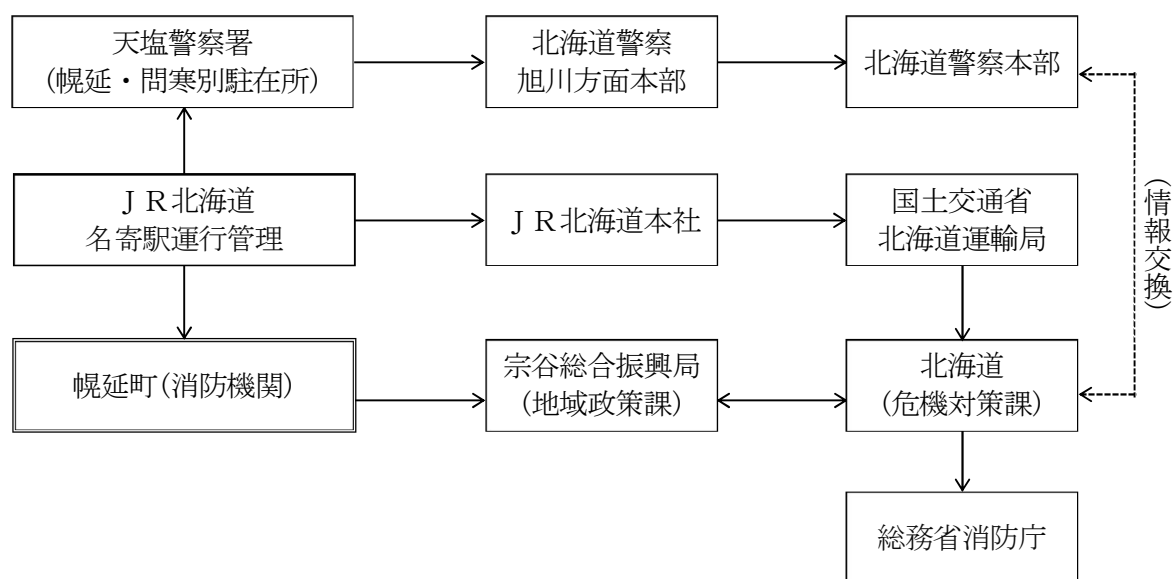 天塩警察署
(幌延・問寒別駐在所)
北海道警察
旭川方面本部
北海道警察本部
ＪＲ北海道
名寄駅運行管理
ＪＲ北海道本社
国土交通省
北海道運輸局
(情報交換)
幌延町(消防機関)
宗谷総合振興局
(地域政策課)
北海道
(危機対策課)
総務省消防庁